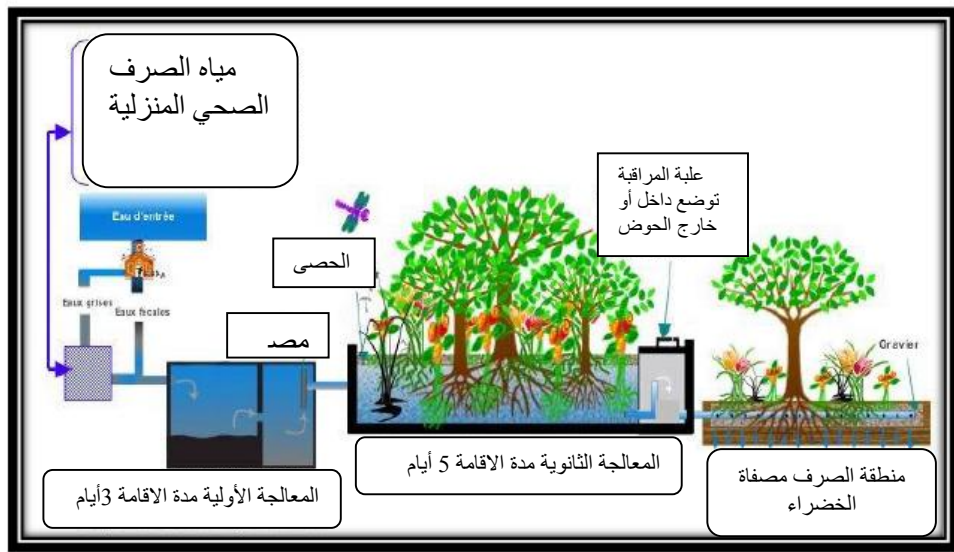 مياه الصرف
الصحي المنزلية
Eau d'entrée
Eaux grises
Eaux fecales
الحصى
مصـ
علبة المراقبة
توضع داخل أو
خارج الحوض
Gravier
المعالجة الأولية مدة الاقامة 3أيام
المعالجة الثانوية مدة الاقامة 5 أيام
منطقة الصرف مصفاة
الخضراء